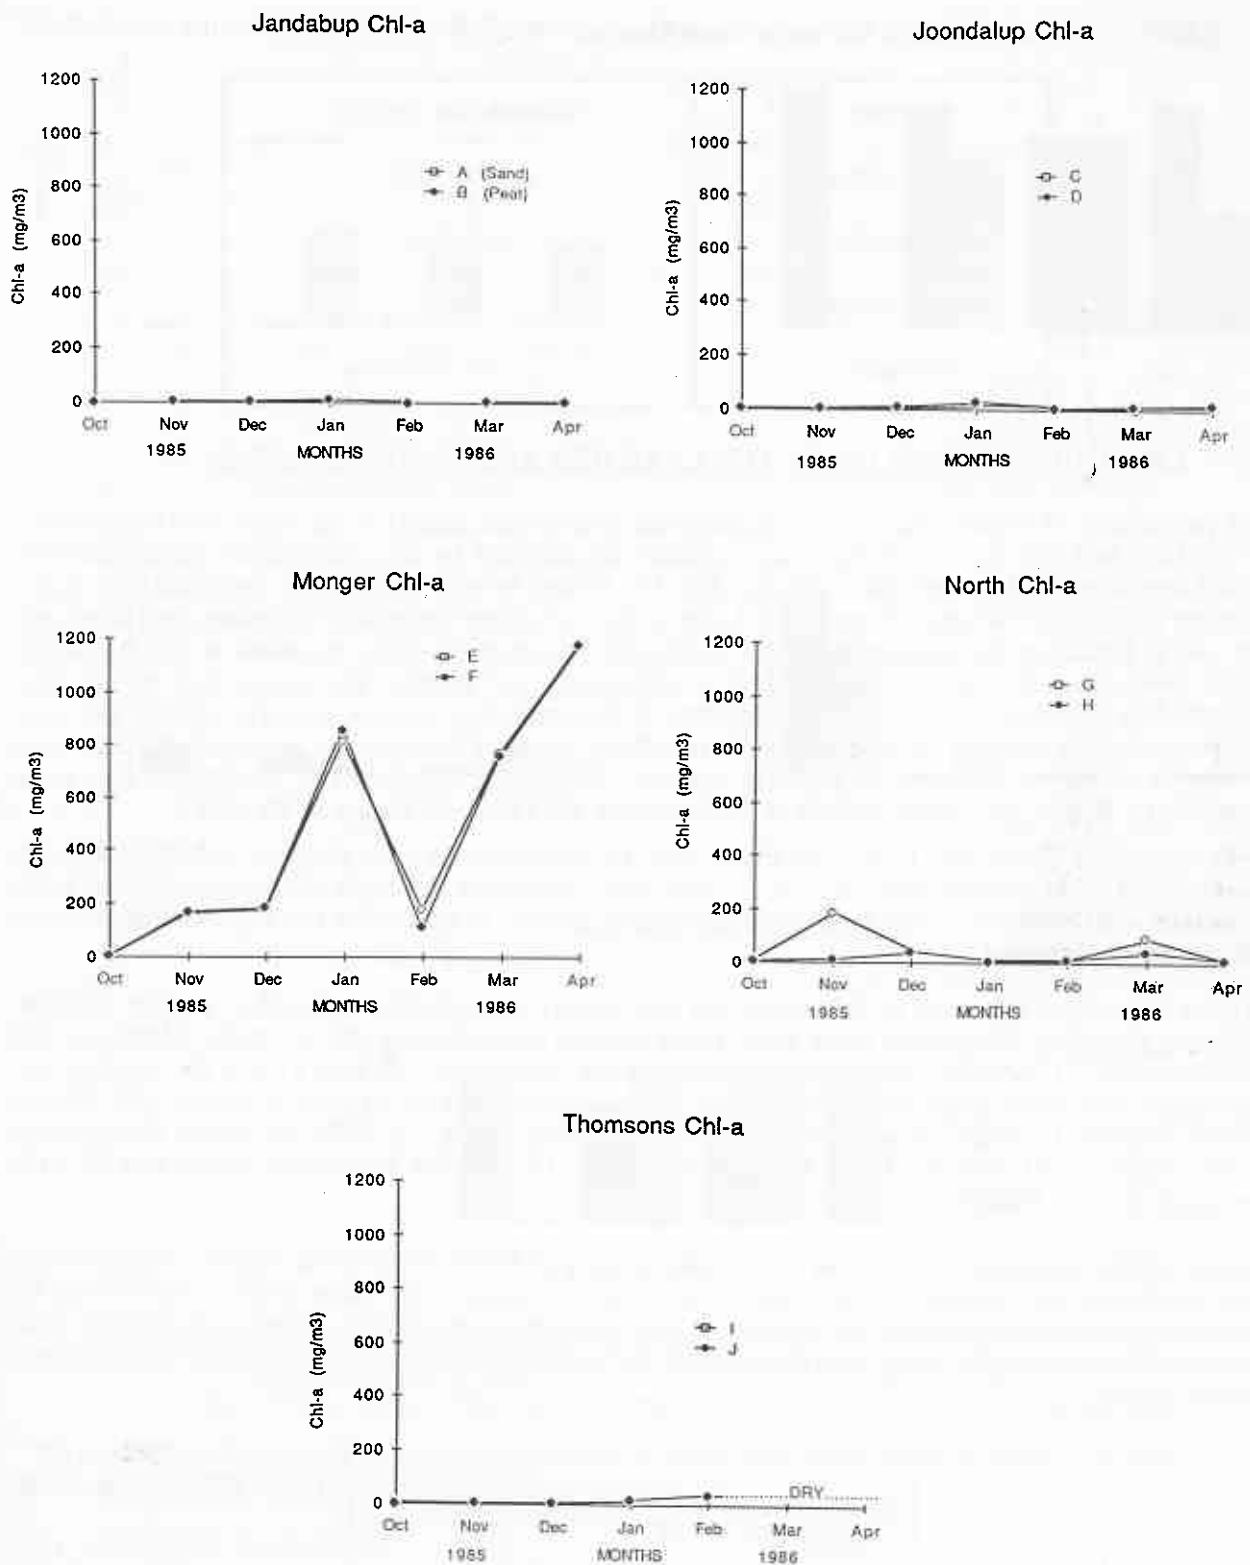 Jandabup Chl-a
1200
1000
800
600
400
200
0
Chl-a (mg/m3)
A (Sand)
B (Peat)
Oct Nov Dec Jan Feb Mar Apr
1985 MONTHS 1986
Joondalup Chl-a
1200
1000
800
600
400
200
0
Chl-a (mg/m3)
C
D
Oct Nov Dec Jan Feb Mar Apr
1985 MONTHS 1986
Monger Chl-a
1200
1000
800
600
400
200
0
Chl-a (mg/m3)
E
F
Oct Nov Dec Jan Feb Mar Apr
1985 MONTHS 1986
North Chl-a
1200
1000
800
600
400
200
0
Chl-a (mg/m3)
G
H
Oct Nov Dec Jan Feb Mar Apr
1985 MONTHS 1986
Thomsons Chl-a
1200
1000
800
600
400
200
0
Chl-a (mg/m3)
I
J
DRY
Oct Nov Dec Jan Feb Mar Apr
1985 MONTHS 1986